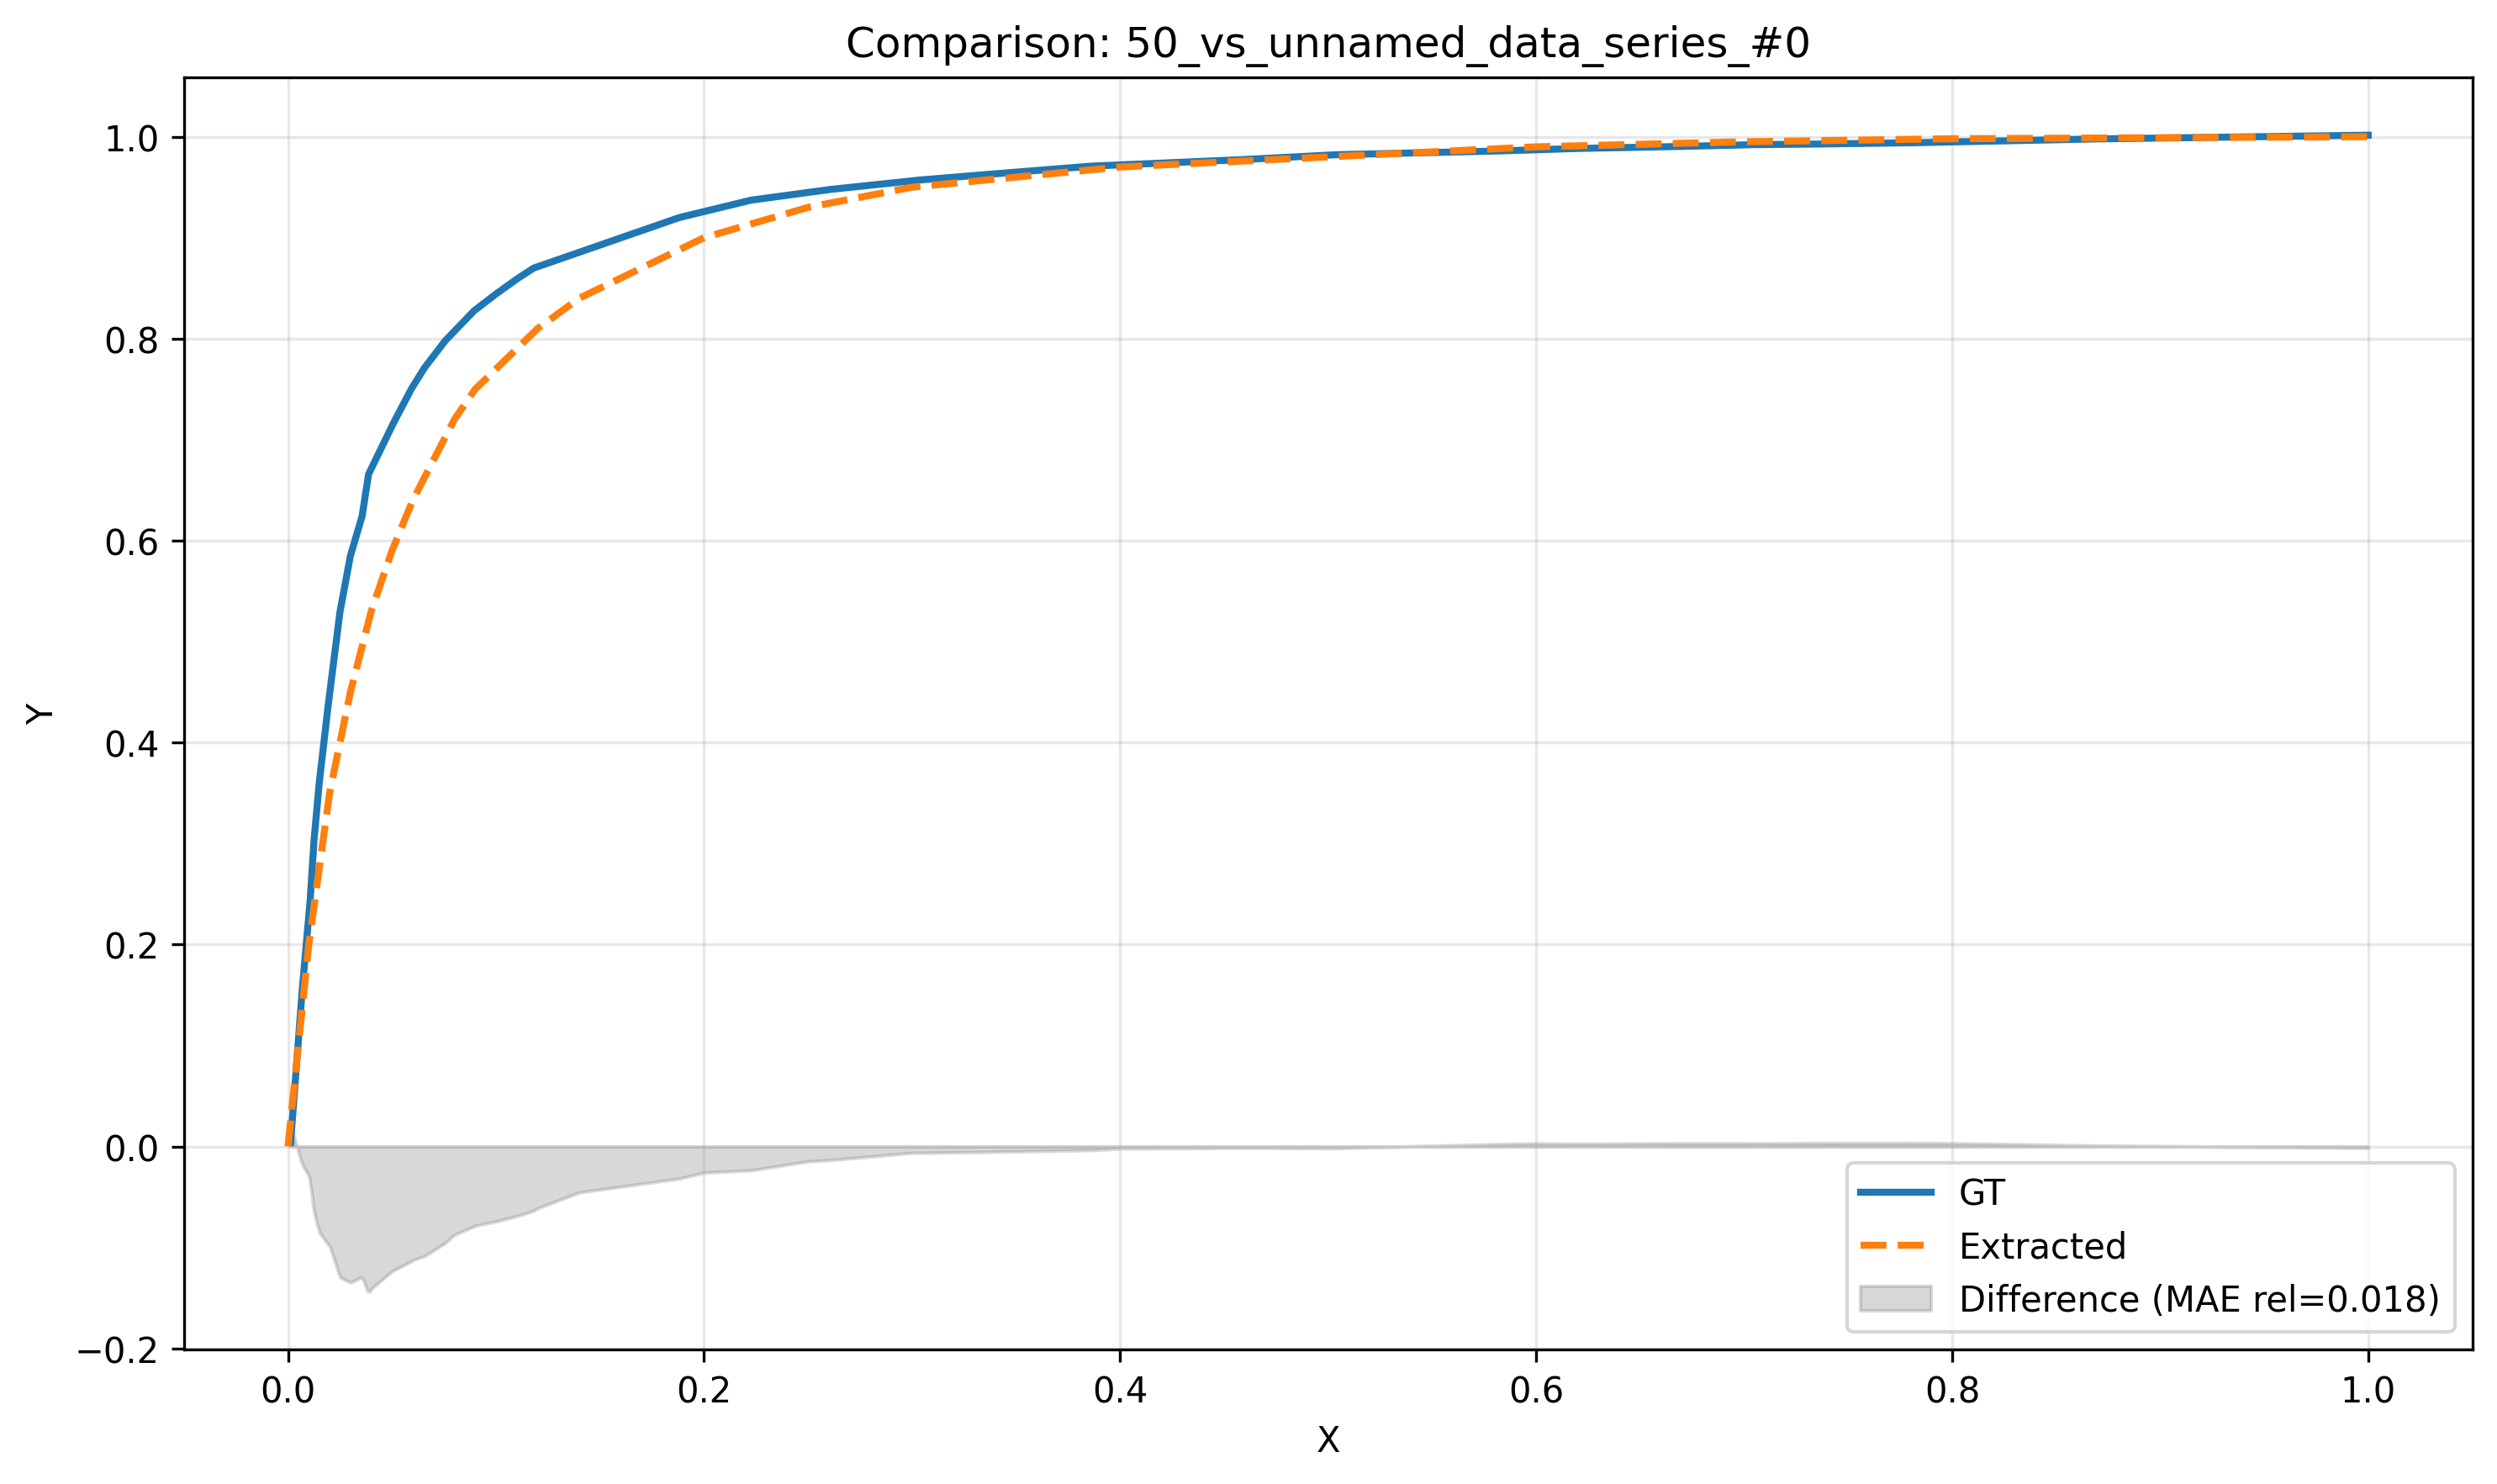 Comparison: 50_vs_unnamed_data_series_#0
1.0
0.8
0.6
0.4
0.2
0.0
−0.2
Y
GT
Extracted
Difference (MAE rel=0.018)
0.0 0.2 0.4 0.6 0.8 1.0
X